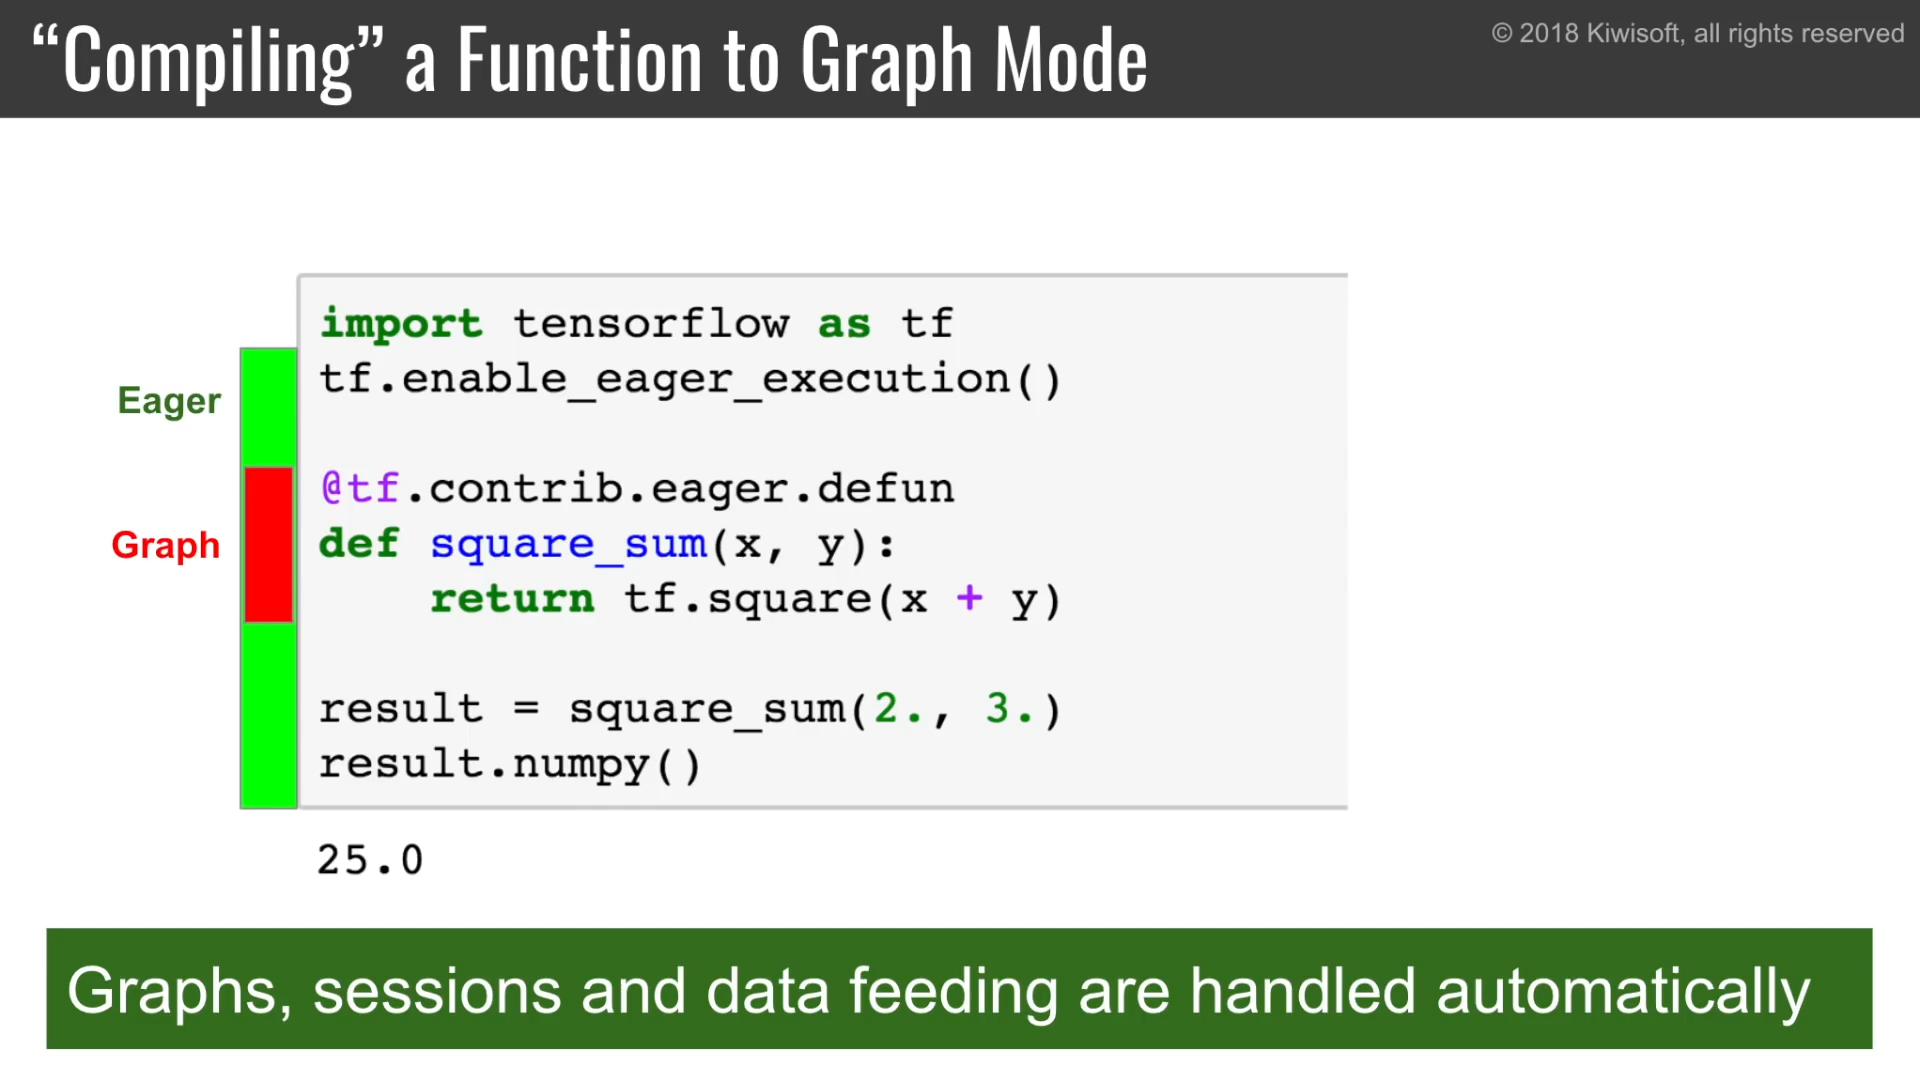 “Compiling” a Function to Graph Mode
© 2018 Kiwisoft, all rights reserved
import tensorflow as tf
tf.enable_eager_execution()
Eager
@tf.contrib.eager.defun
Graph
def square_sum(x, y):
    return tf.square(x + y)
result = square_sum(2., 3.)
result.numpy()
25.0
Graphs, sessions and data feeding are handled automatically